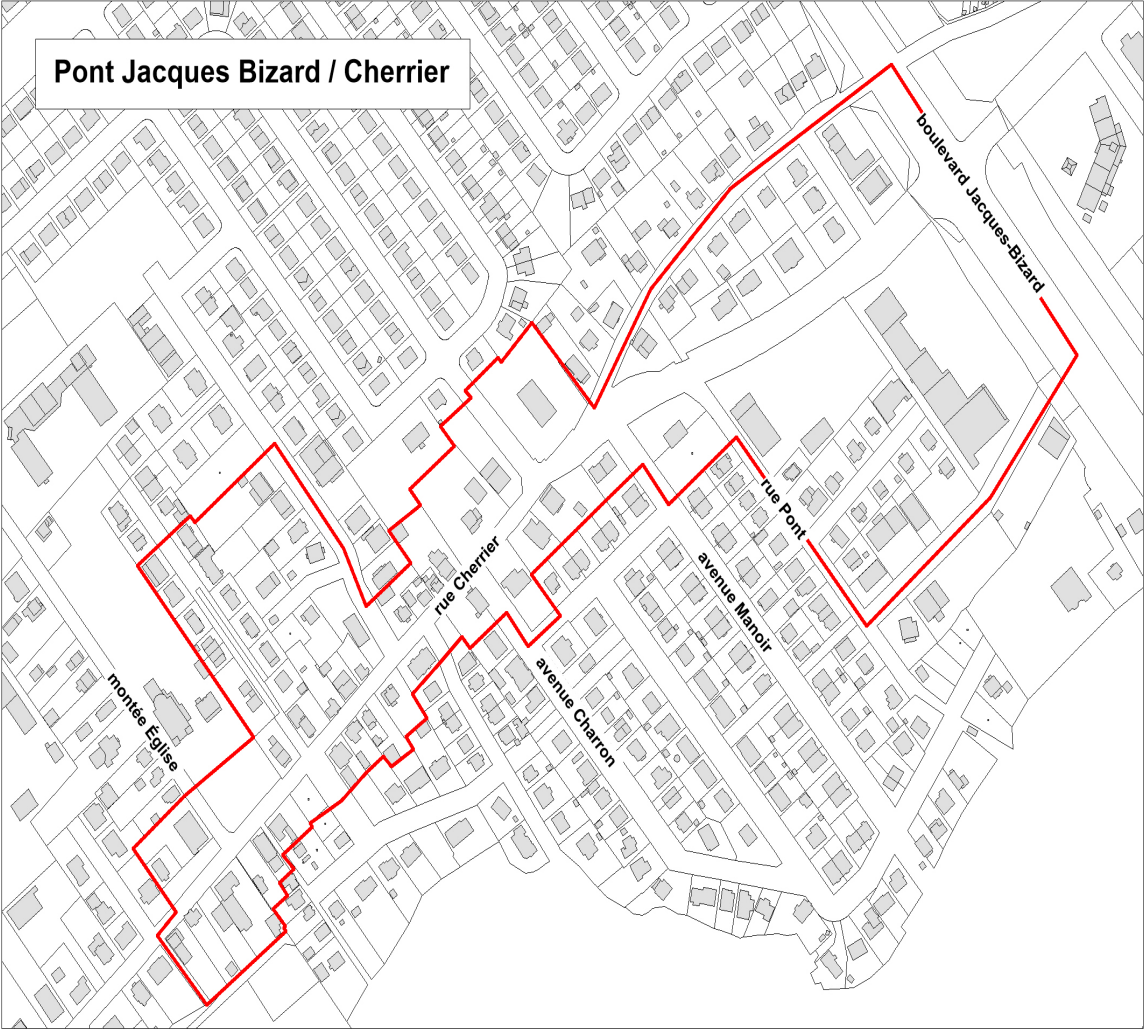 Pont Jacques Bizard / Cherrier
boulevard Jacques-Bizard
rue Pont
rue Cherrier
avenue Manoir
avenue Charron
montée Église